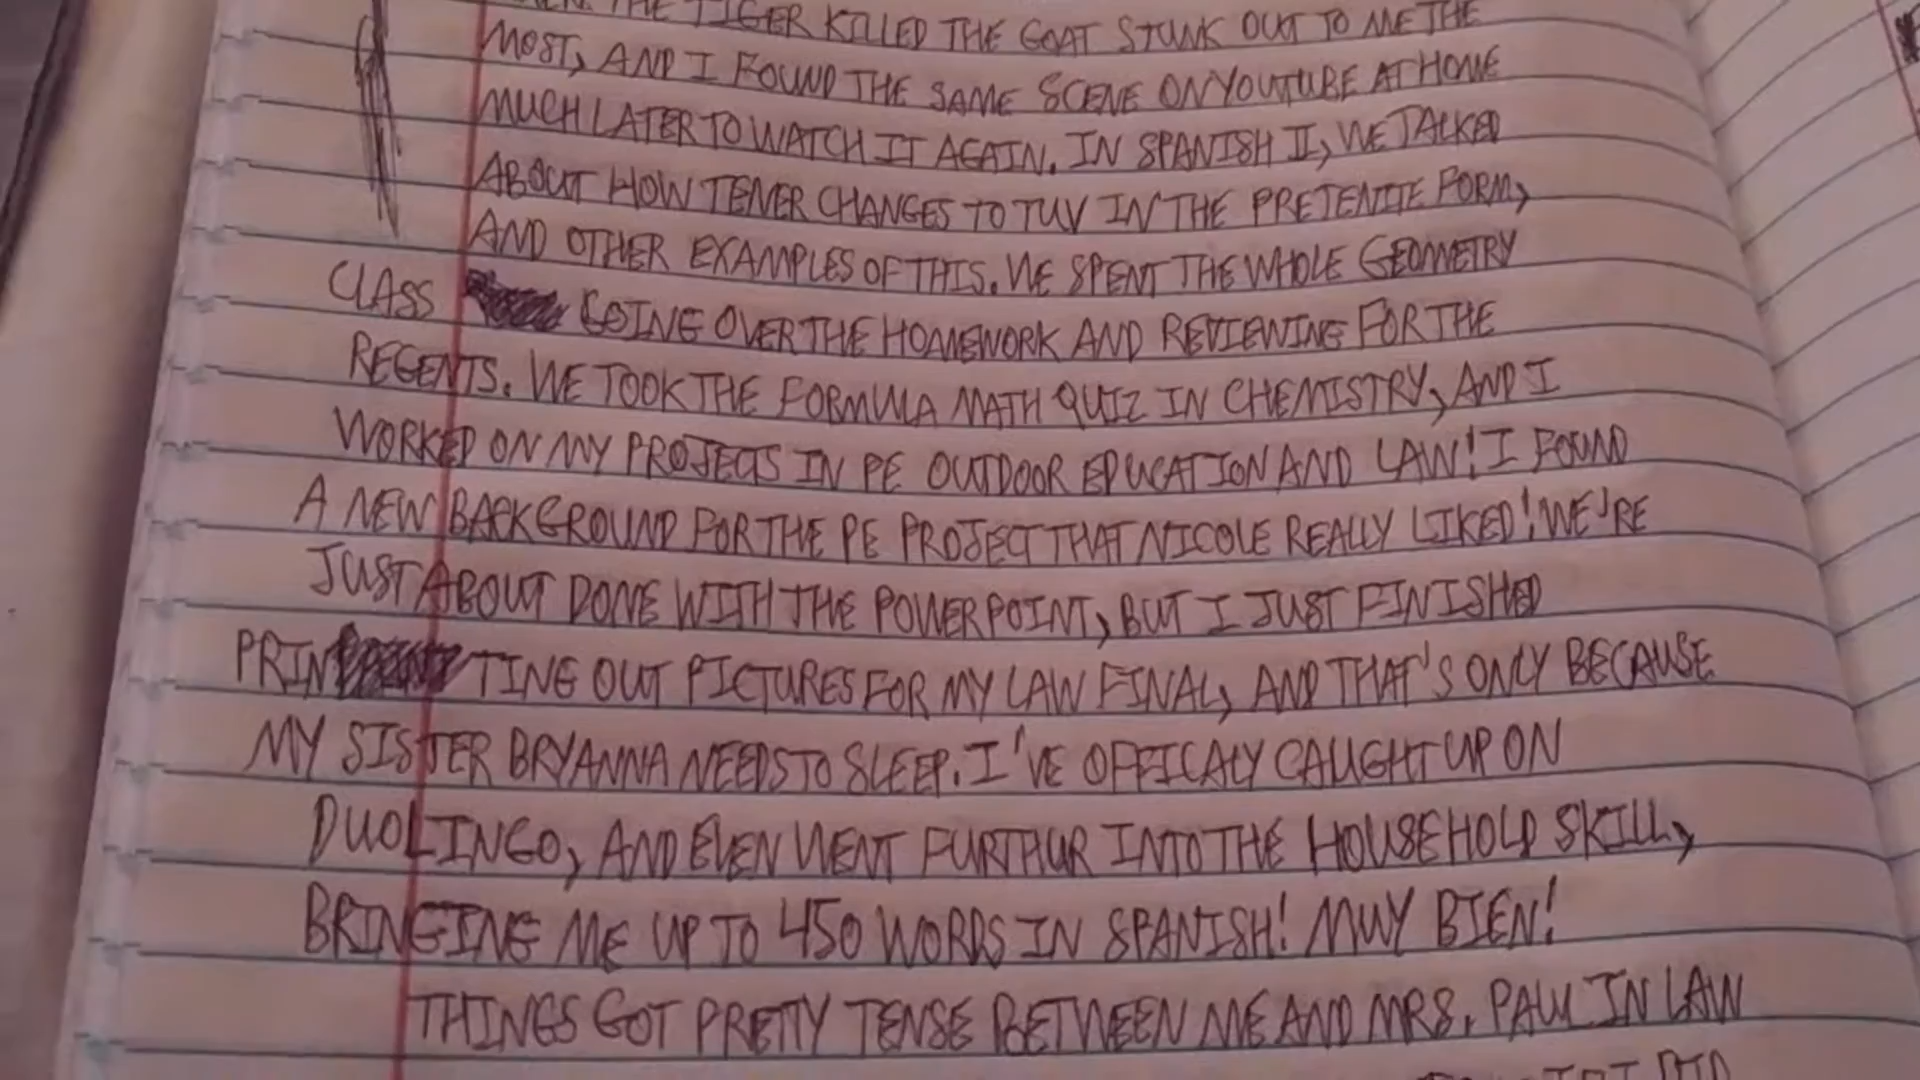 THE TIGER KILLED THE GOAT STUNK OUT TO ME THE
MOST, AND I FOUND THE SAME SCENE ON YOUTUBE AT HOME
MUCH LATER TO WATCH IT AGAIN. IN SPANISH II, WE TALKED
ABOUT HOW TENER CHANGES TO TUV IN THE PRETENITE FORM,
AND OTHER EXAMPLES OF THIS. WE SPENT THE WHOLE GEOMETRY
CLASS GOING OVER THE HOMEWORK AND REVIEWING FOR THE
REGENTS. WE TOOK THE FORMULA MATH QUIZ IN CHEMISTRY, AND I
WORKED ON MY PROJECTS IN PE OUTDOOR EDUCATION AND LAW! I FOUND
A NEW BACKGROUND FOR THE PE PROJECT THAT NICOLE REALLY LIKED! WE'RE
JUST ABOUT DONE WITH THE POWERPOINT, BUT I JUST FINISHED
PRINTING OUT PICTURES FOR MY LAW FINAL, AND THAT'S ONLY BECAUSE
MY SISTER BRYANNA NEEDS TO SLEEP. I'VE OFFICALY CAUGHT UP ON
DUOLINGO, AND EVEN WENT FURTHUR INTO THE HOUSEHOLD SKILL,
BRINGING ME UP TO 450 WORDS IN SPANISH! MUY BIEN!
THINGS GOT PRETTY TENSE BETWEEN ME AND MRS. PAUL IN LAW
I DID